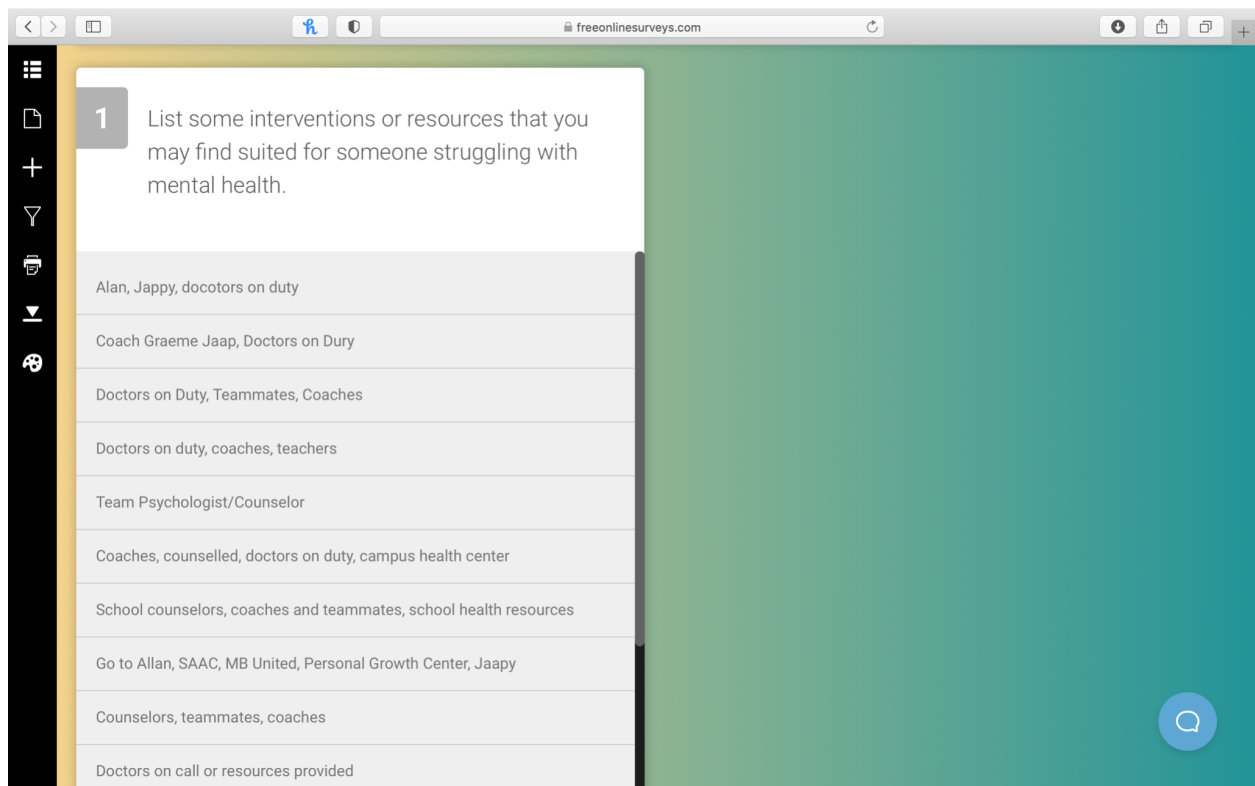 freeonlinesurveys.com
1
List some interventions or resources that you
may find suited for someone struggling with
mental health.
Alan, Jappy, docotors on duty
Coach Graeme Jaap, Doctors on Dury
Doctors on Duty, Teammates, Coaches
Doctors on duty, coaches, teachers
Team Psychologist/Counselor
Coaches, counselled, doctors on duty, campus health center
School counselors, coaches and teammates, school health resources
Go to Allan, SAAC, MB United, Personal Growth Center, Jaapy
Counselors, teammates, coaches
Doctors on call or resources provided